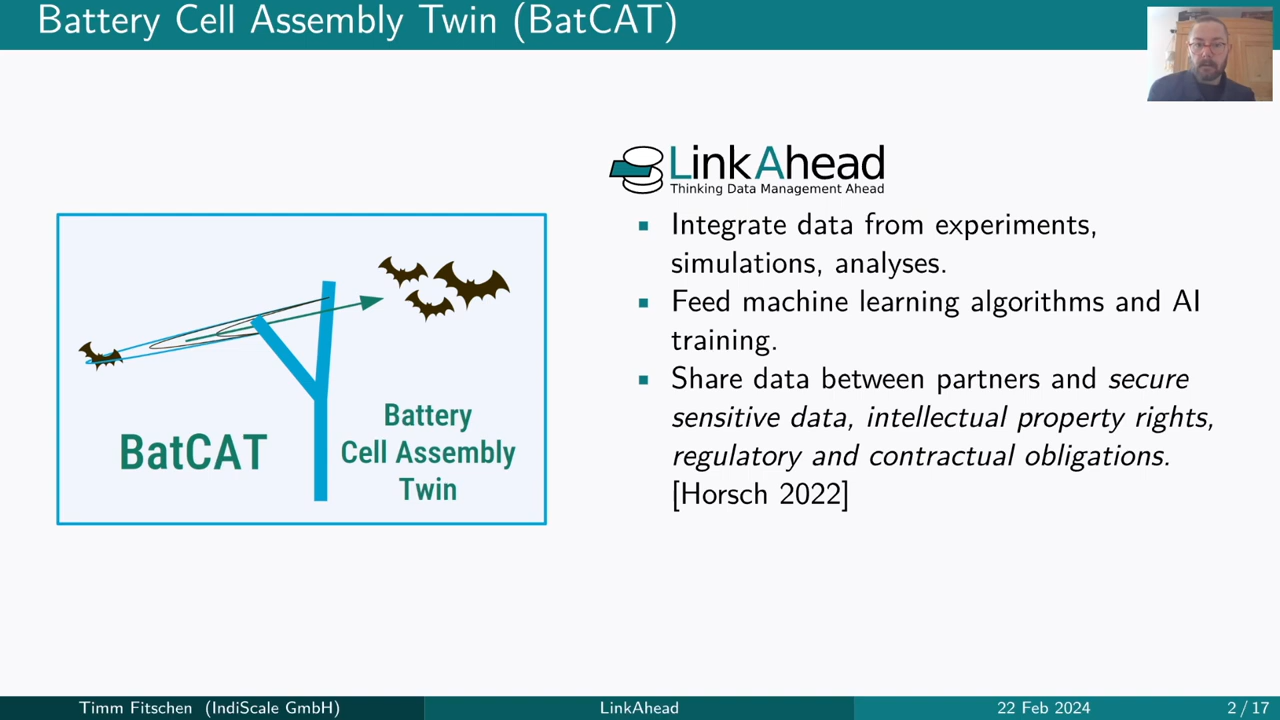 Battery Cell Assembly Twin (BatCAT)
LinkAhead
Thinking Data Management Ahead
▪ Integrate data from experiments,
simulations, analyses.
▪ Feed machine learning algorithms and AI
training.
▪ Share data between partners and secure
sensitive data, intellectual property rights,
regulatory and contractual obligations.
[Horsch 2022]
BatCAT
Battery
Cell Assembly
Twin
Timm Fitschen (IndiScale GmbH)
LinkAhead
22 Feb 2024
2 / 17